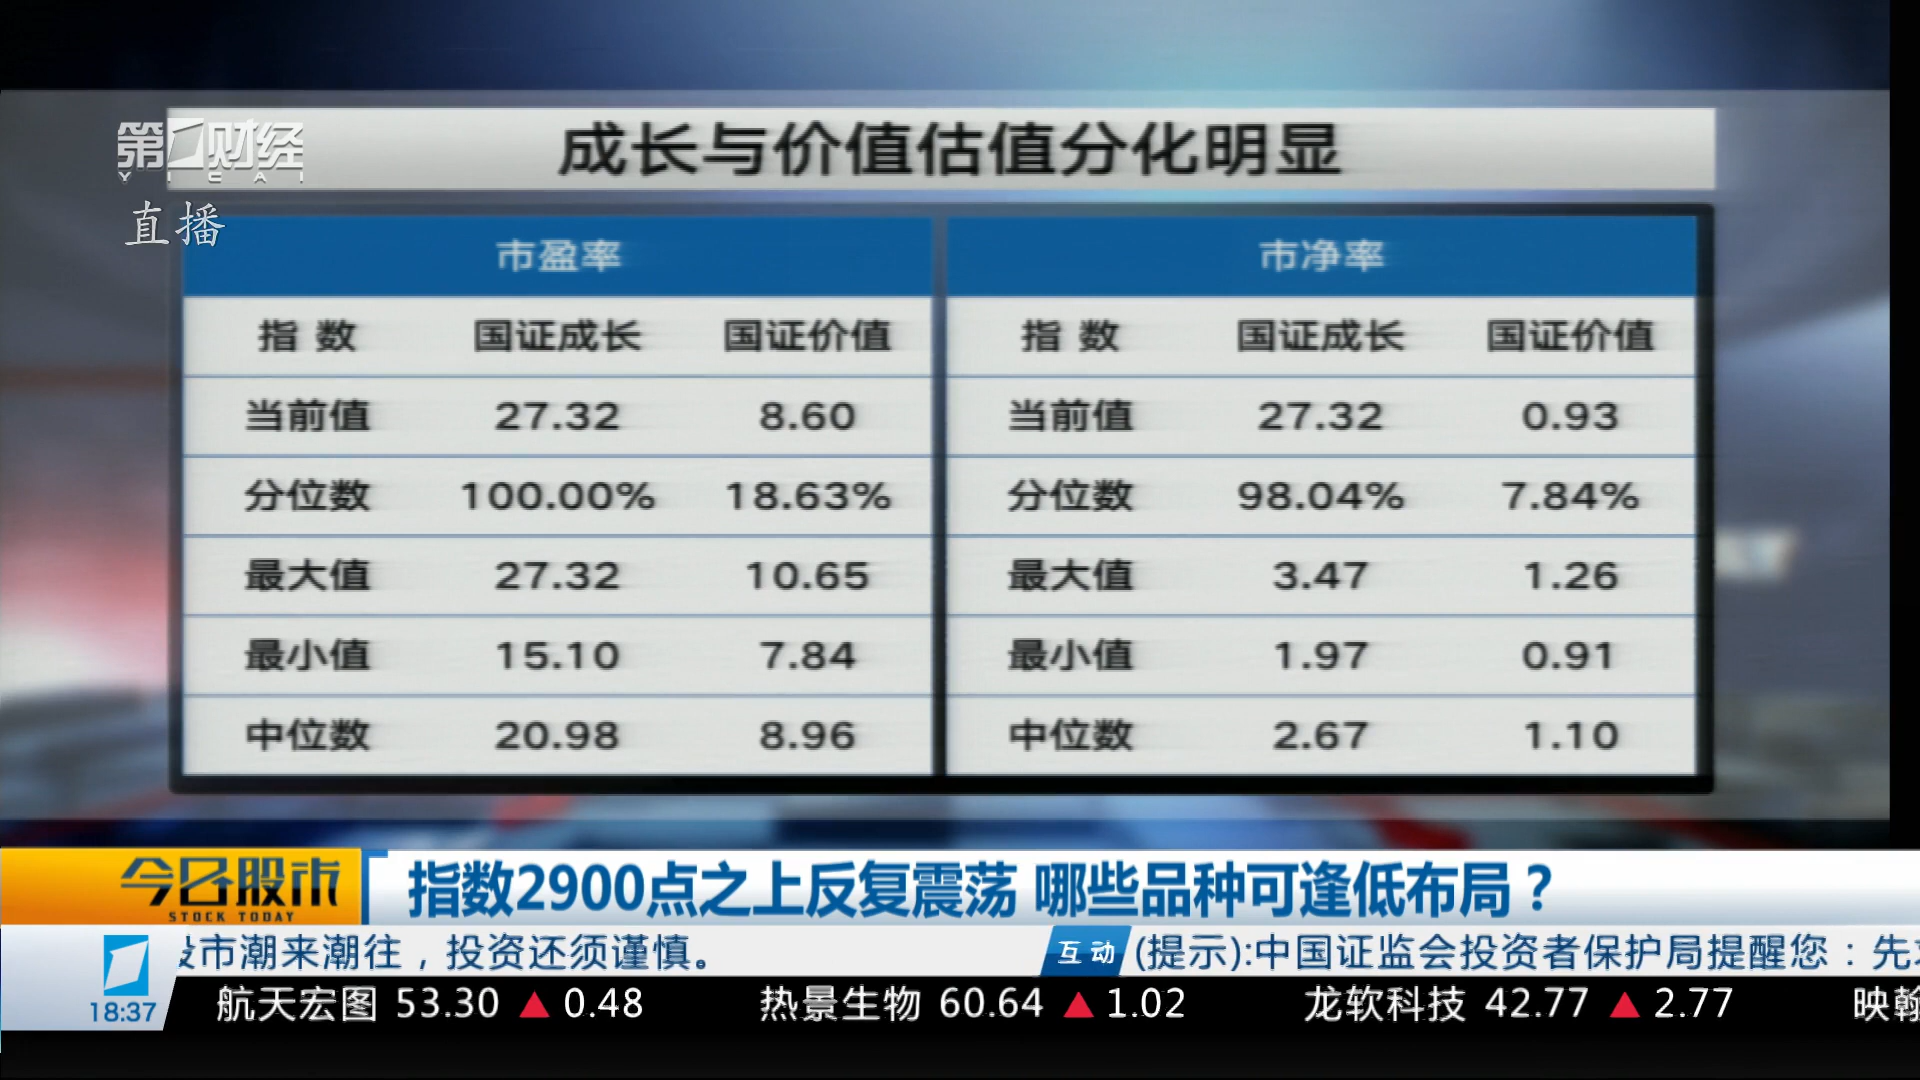 成长与价值估值分化明显
第1财经
YICAI
直播
市盈率 市净率
指数 国证成长 国证价值 指数 国证成长 国证价值
当前值 27.32 8.60 当前值 27.32 0.93
分位数 100.00% 18.63% 分位数 98.04% 7.84%
最大值 27.32 10.65 最大值 3.47 1.26
最小值 15.10 7.84 最小值 1.97 0.91
中位数 20.98 8.96 中位数 2.67 1.10
今日股市 指数2900点之上反复震荡 哪些品种可逢低布局？
STOCK TODAY
股市潮来潮往，投资还须谨慎。 互动 (提示):中国证监会投资者保护局提醒您：先
18:37 航天宏图 53.30 ▲ 0.48 热景生物 60.64 ▲ 1.02 龙软科技 42.77 ▲ 2.77 映翰